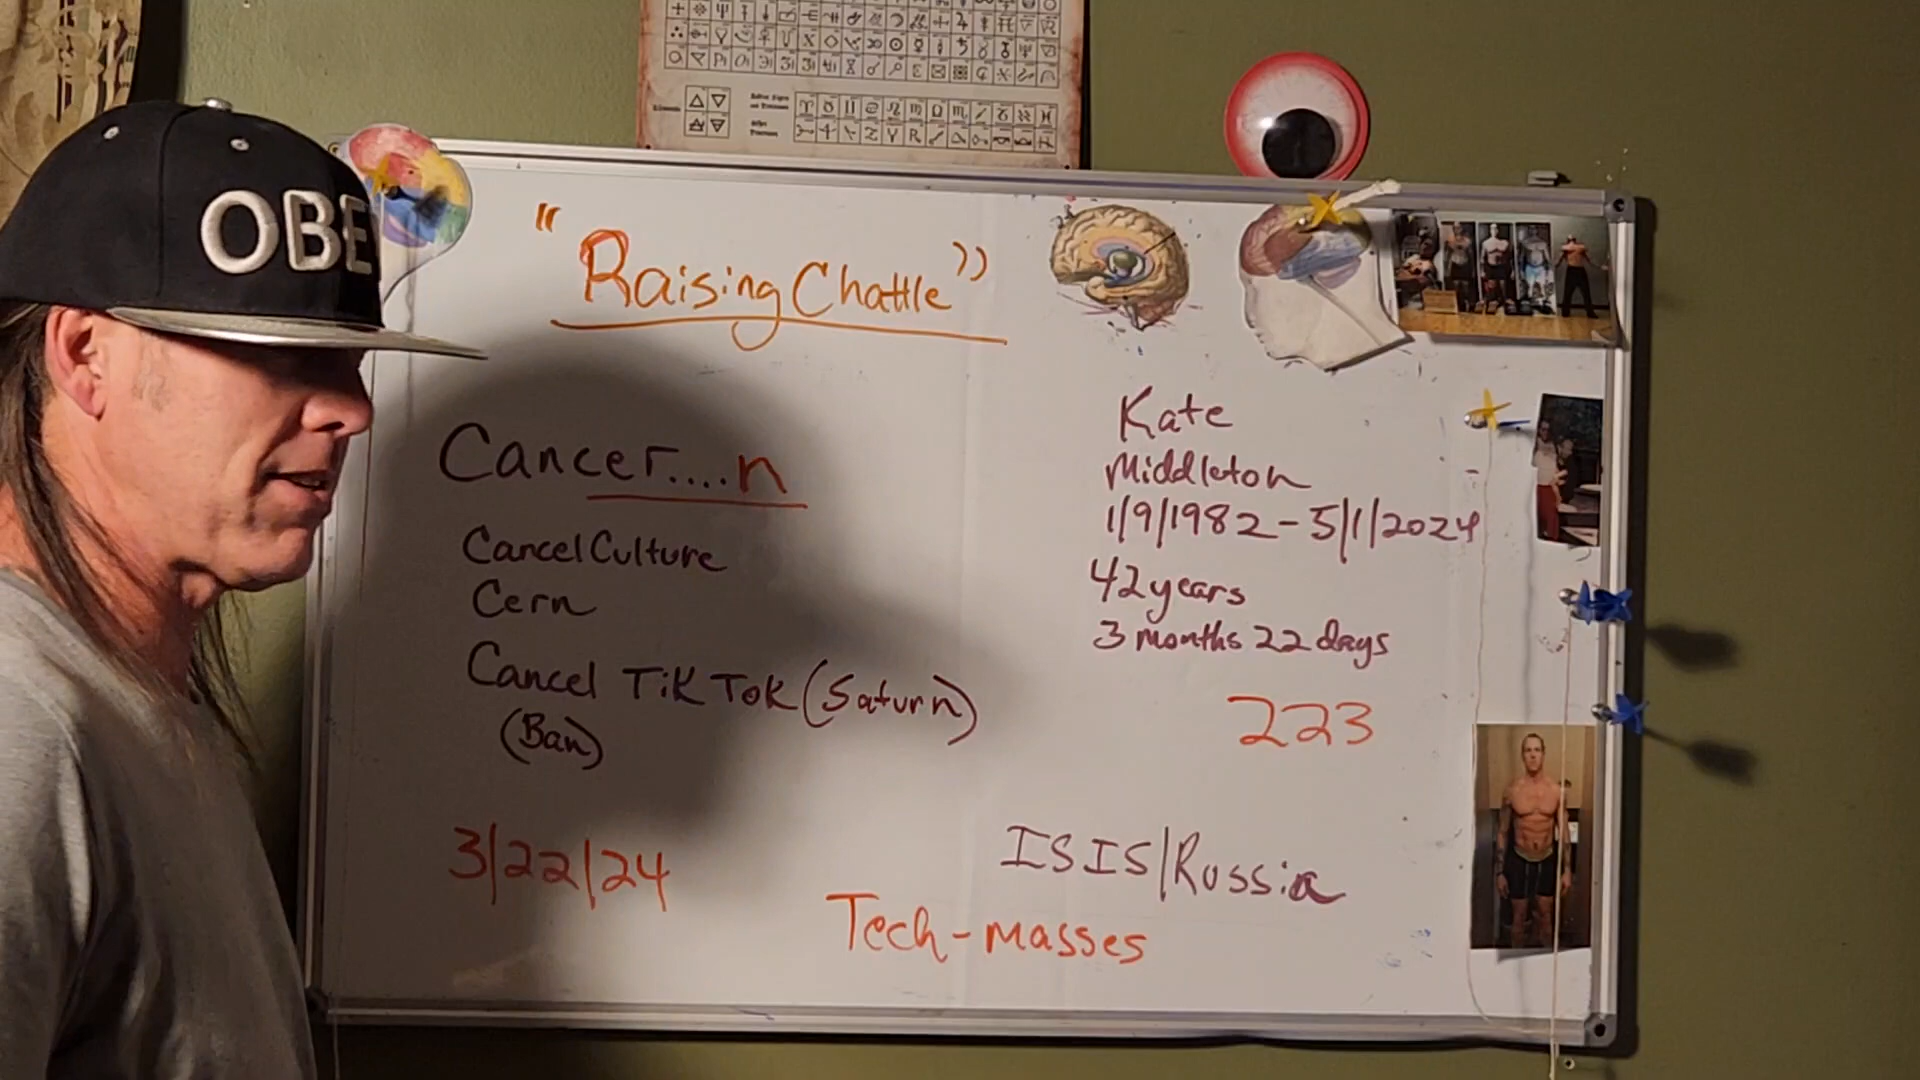 OBE
"Raising Chattle"
Cancer....n
Cancel Culture
Cern
Cancel TikTok (Saturn)
(Ban)
3/22/24
Kate
Middleton
1/9/1982 - 5/1/2024
42 years
3 months 22 days
223
ISIS/Russia
Tech-masses